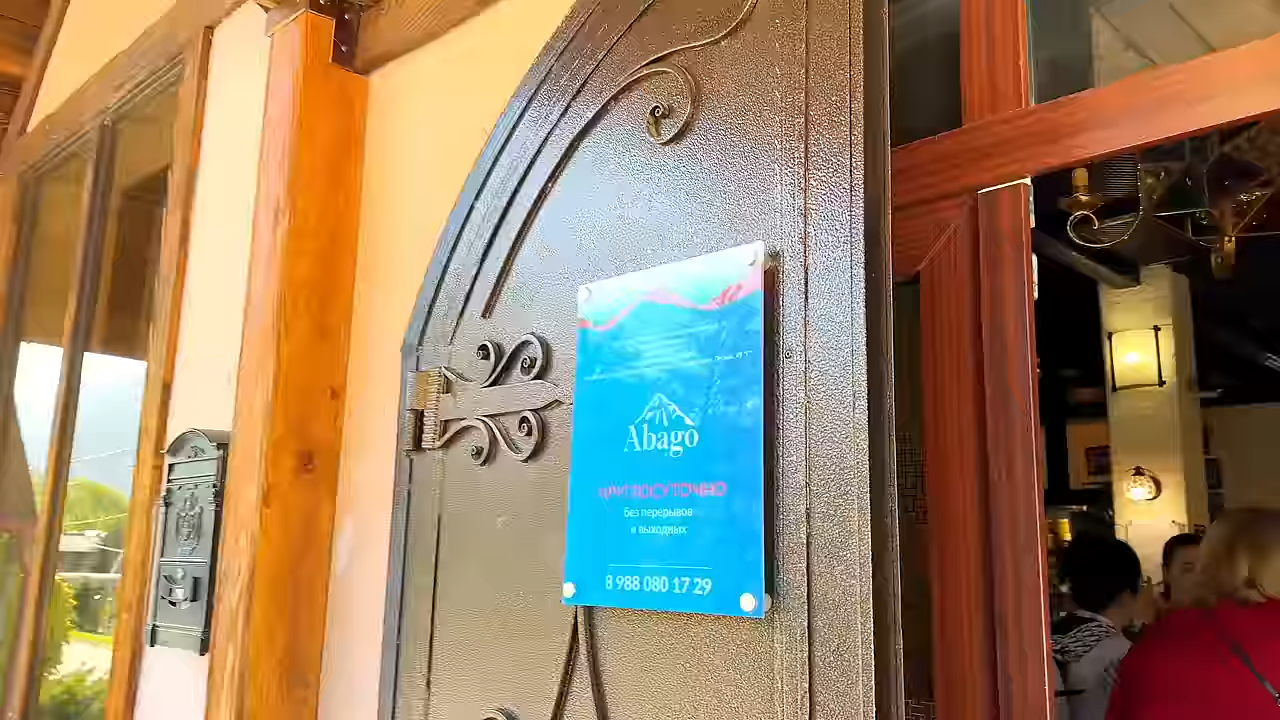 Abago
КРУГЛОСУТОЧНО
без перерывов
и выходных
8 988 080 17 29